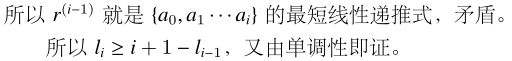 所以 r^{(i−1)} 就是 {a_0, a_1 ⋯ a_i} 的最短线性递推式，矛盾。
所以 l_i ≥ i + 1 − l_{i−1}，又由单调性即证。